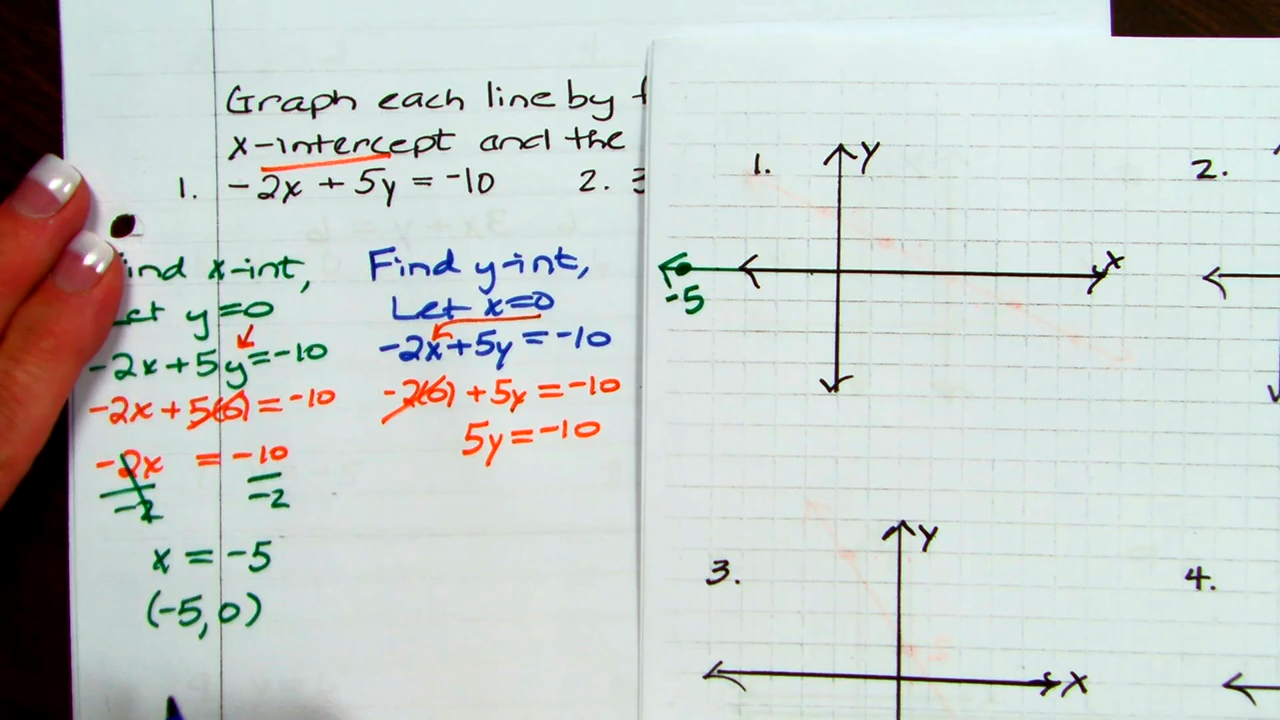 Graph each line by
x-intercept and the
1. -2x + 5y = -10 2. 3
ind x-int,
et y=0
-2x+5y=-10
-2x+5(0)=-10
-2x = -10
-2 -2
x = -5
(-5,0)
Find y-int,
Let x=0
-2x+5y=-10
-2(0)+5y=-10
5y=-10
1. y
x
-5
2.
3. y
x
4.